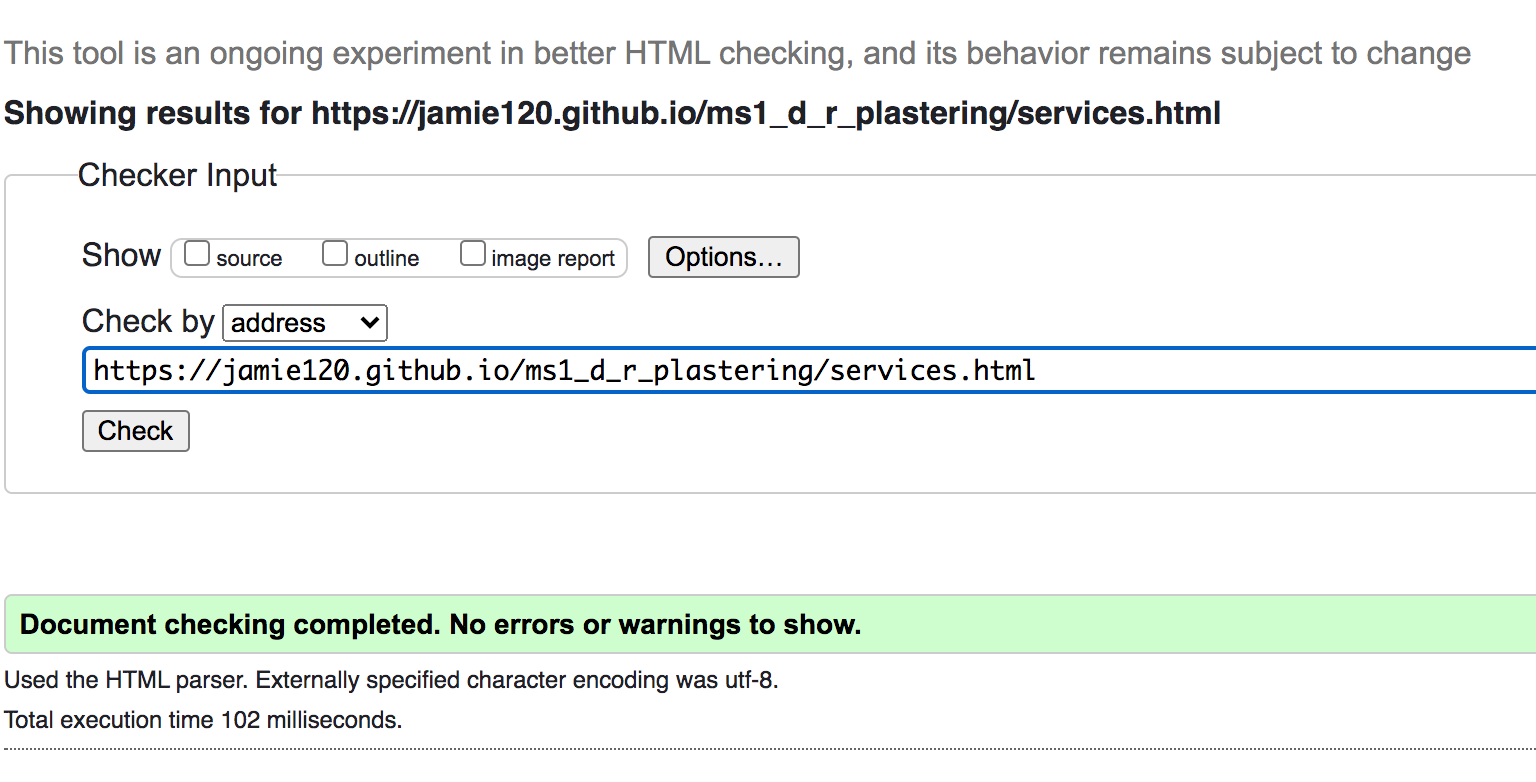 This tool is an ongoing experiment in better HTML checking, and its behavior remains subject to change
Showing results for https://jamie120.github.io/ms1_d_r_plastering/services.html
Checker Input
Show source outline image report Options…
Check by address
https://jamie120.github.io/ms1_d_r_plastering/services.html
Check
Document checking completed. No errors or warnings to show.
Used the HTML parser. Externally specified character encoding was utf-8.
Total execution time 102 milliseconds.